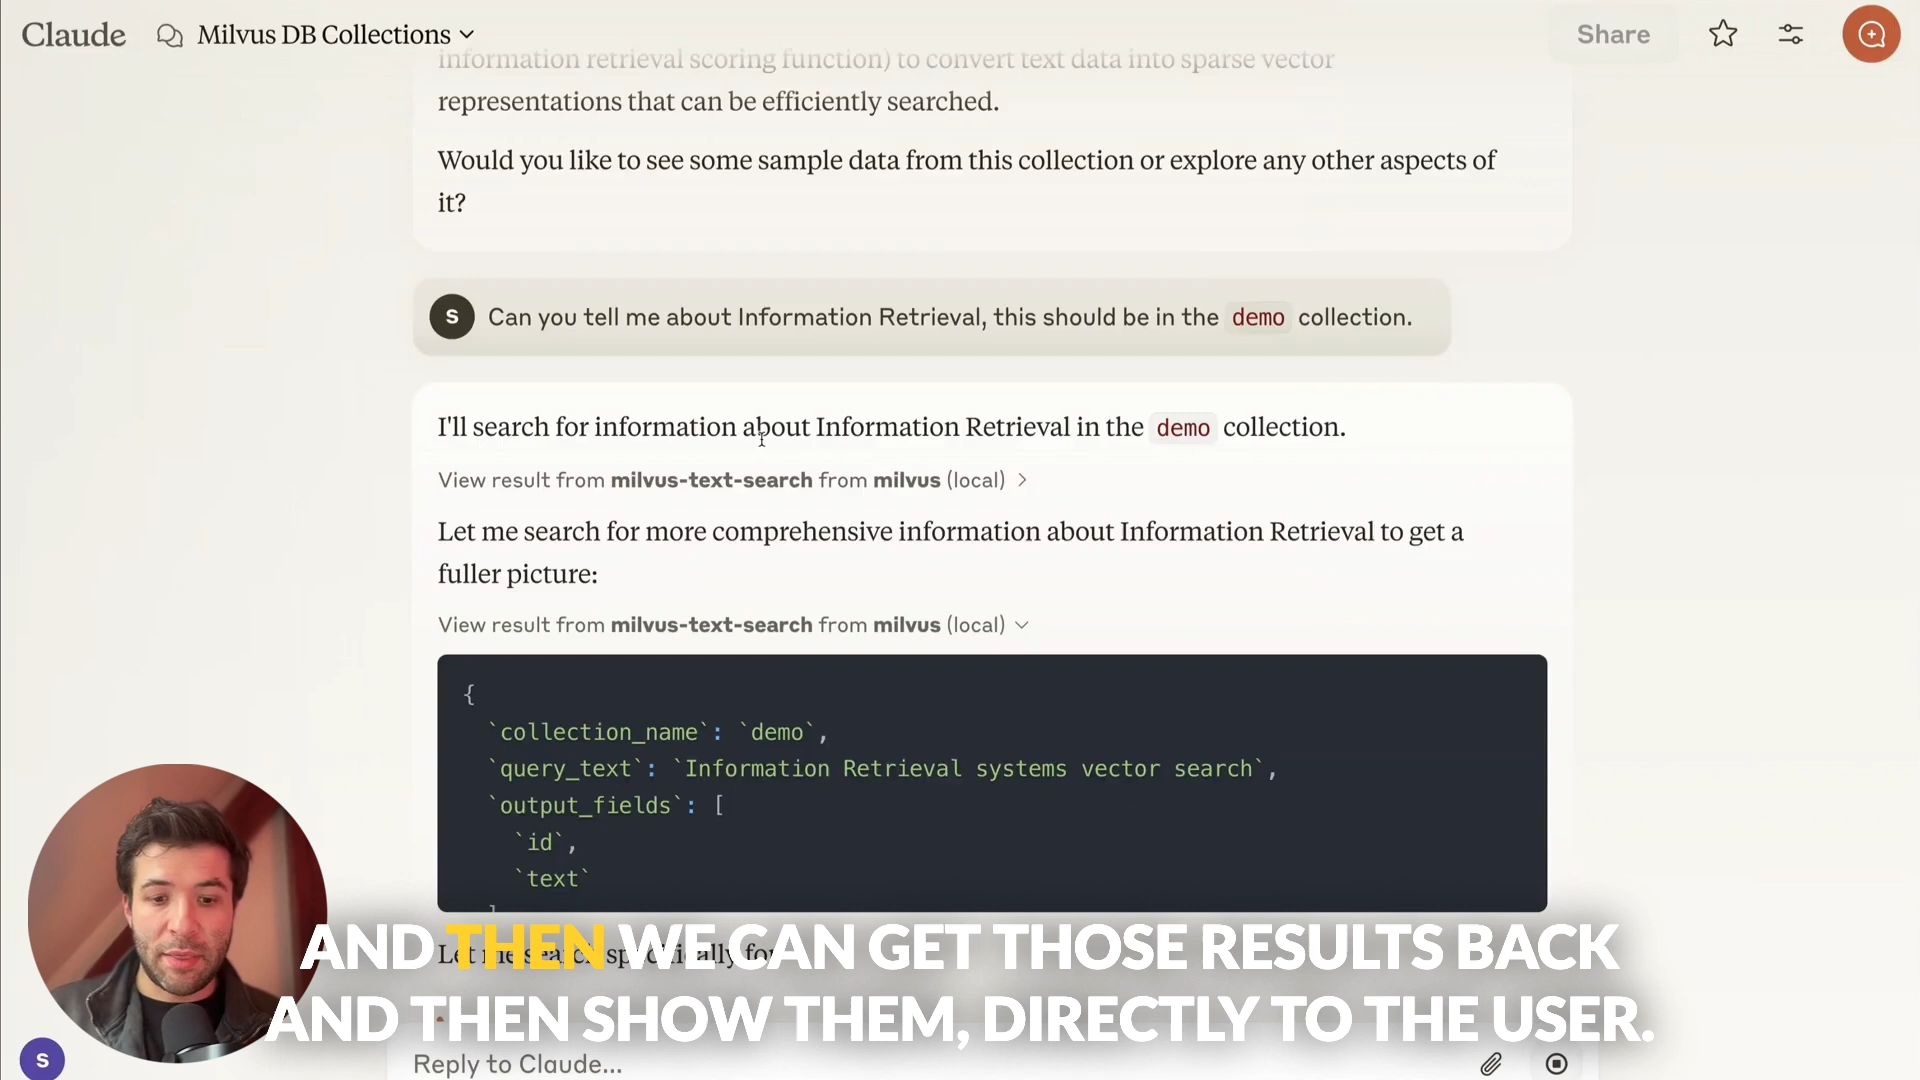 Claude
Milvus DB Collections
Share
information retrieval scoring function) to convert text data into sparse vector
representations that can be efficiently searched.
Would you like to see some sample data from this collection or explore any other aspects of
it?
S
Can you tell me about Information Retrieval, this should be in the demo collection.
I'll search for information about Information Retrieval in the demo collection.
View result from milvus-text-search from milvus (local)
Let me search for more comprehensive information about Information Retrieval to get a
fuller picture:
View result from milvus-text-search from milvus (local)
{
`collection_name`: `demo`,
`query_text`: `Information Retrieval systems vector search`,
`output_fields`: [
`id`,
`text`
]
Let me search specifically for
AND THEN WE CAN GET THOSE RESULTS BACK
AND THEN SHOW THEM, DIRECTLY TO THE USER.
S
Reply to Claude...